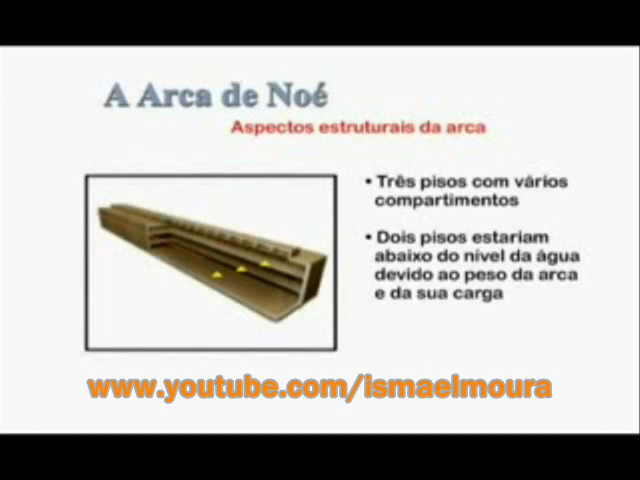 A Arca de Noé
Aspectos estruturais da arca
• Três pisos com vários
compartimentos
• Dois pisos estariam
abaixo do nível da água
devido ao peso da arca
e da sua carga
www.youtube.com/ismaelmoura